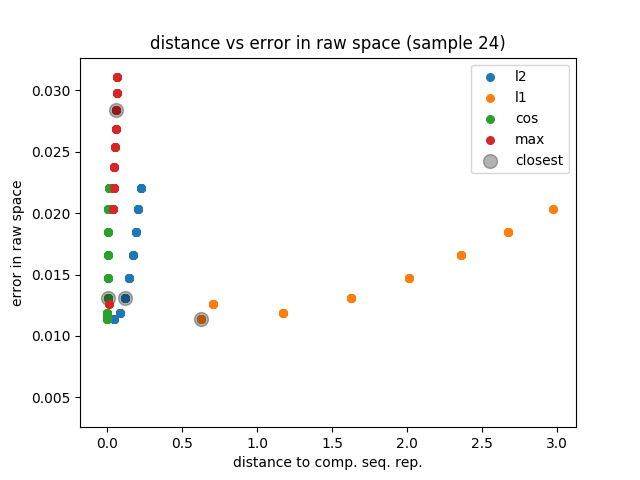 distance vs error in raw space (sample 24)
l2
l1
cos
max
closest
error in raw space
0.030
0.025
0.020
0.015
0.010
0.005
0.0 0.5 1.0 1.5 2.0 2.5 3.0
distance to comp. seq. rep.